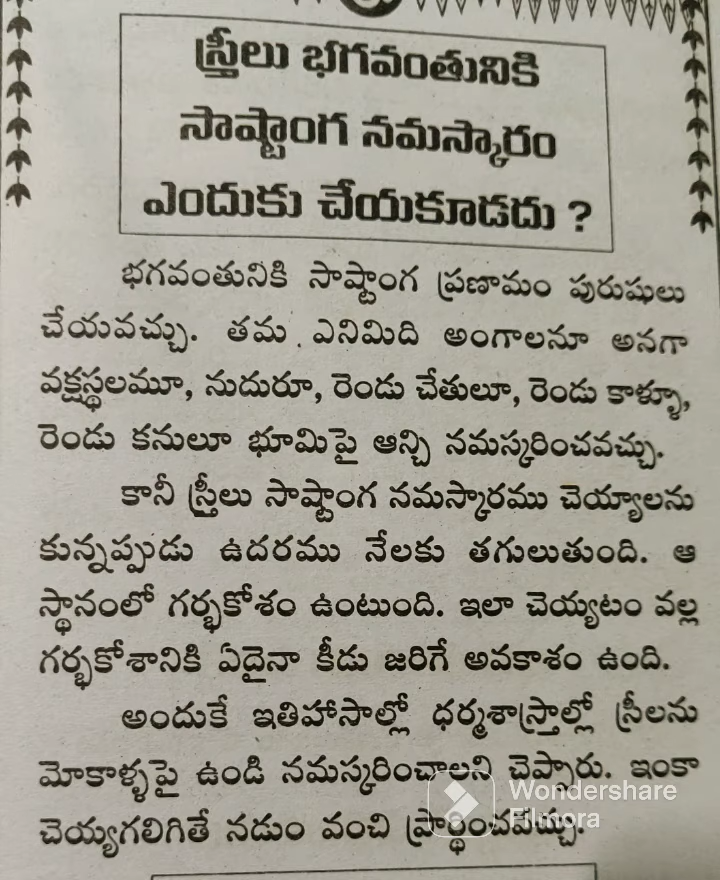 స్త్రీలు భగవంతునికి
సాష్టాంగ నమస్కారం
ఎందుకు చేయకూడదు ?
భగవంతునికి సాష్టాంగ ప్రణామం పురుషులు
చేయవచ్చు. తమ ఎనిమిది అంగాలనూ అనగా
వక్షస్థలమూ, నుదురూ, రెండు చేతులూ, రెండు కాళ్ళూ,
రెండు కనులూ భూమిపై ఆన్చి నమస్కరించవచ్చు.
కానీ స్త్రీలు సాష్టాంగ నమస్కారము చెయ్యాలను
కున్నప్పుడు ఉదరము నేలకు తగులుతుంది. ఆ
స్థానంలో గర్భకోశం ఉంటుంది. ఇలా చెయ్యటం వల్ల
గర్భకోశానికి ఏదైనా కీడు జరిగే అవకాశం ఉంది.
అందుకే ఇతిహాసాల్లో ధర్మశాస్త్రాల్లో స్త్రీలను
మోకాళ్ళపై ఉండి నమస్కరించాలని చెప్పారు. ఇంకా
చెయ్యగలిగితే నడుం వంచి ప్రార్థించవచ్చు.
Wondershare
Filmora